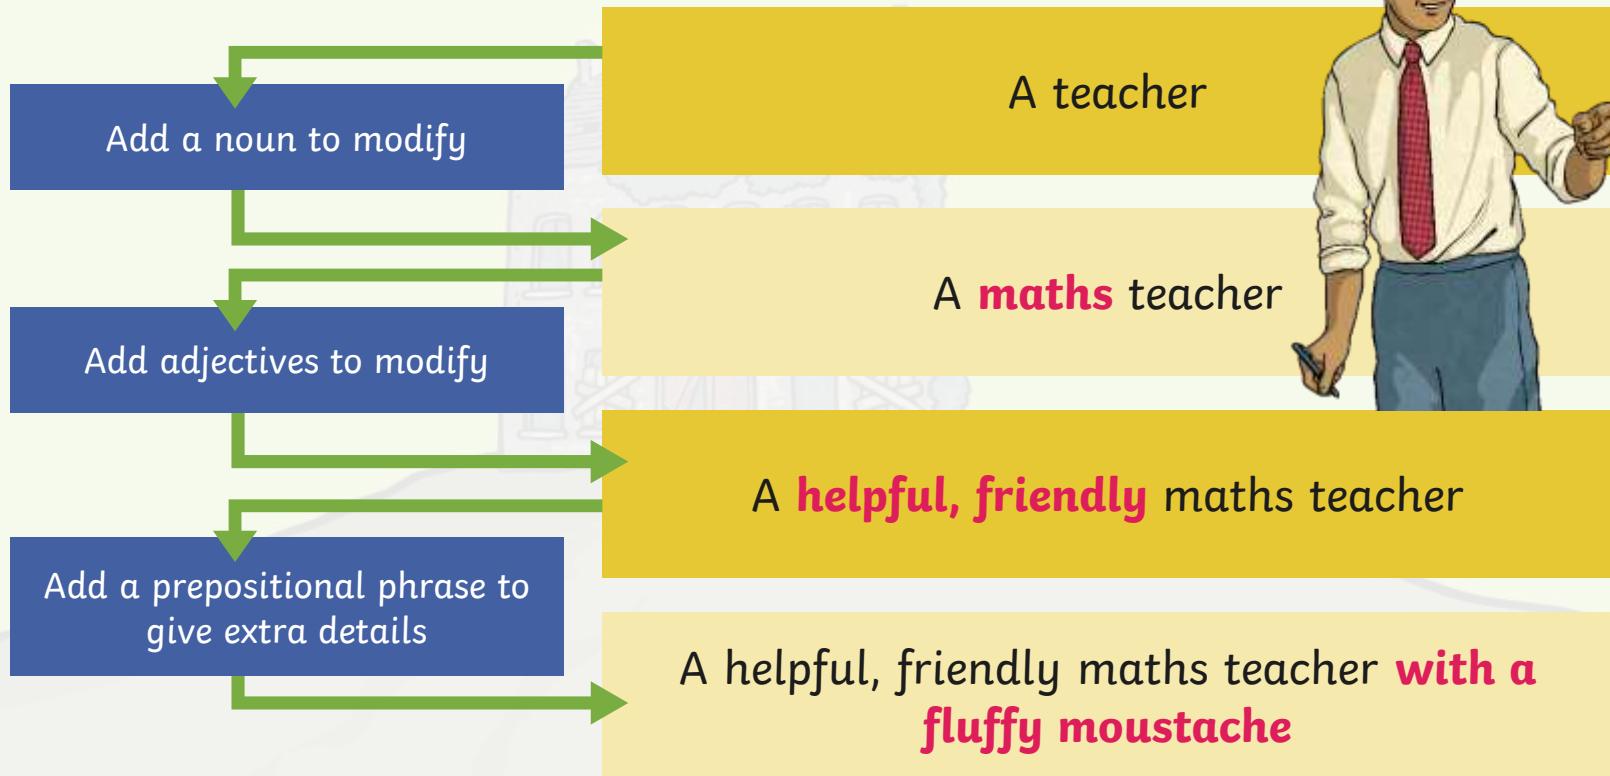 A teacher
Add a noun to modify
A maths teacher
Add adjectives to modify
A helpful, friendly maths teacher
Add a prepositional phrase to
give extra details
A helpful, friendly maths teacher with a
fluffy moustache